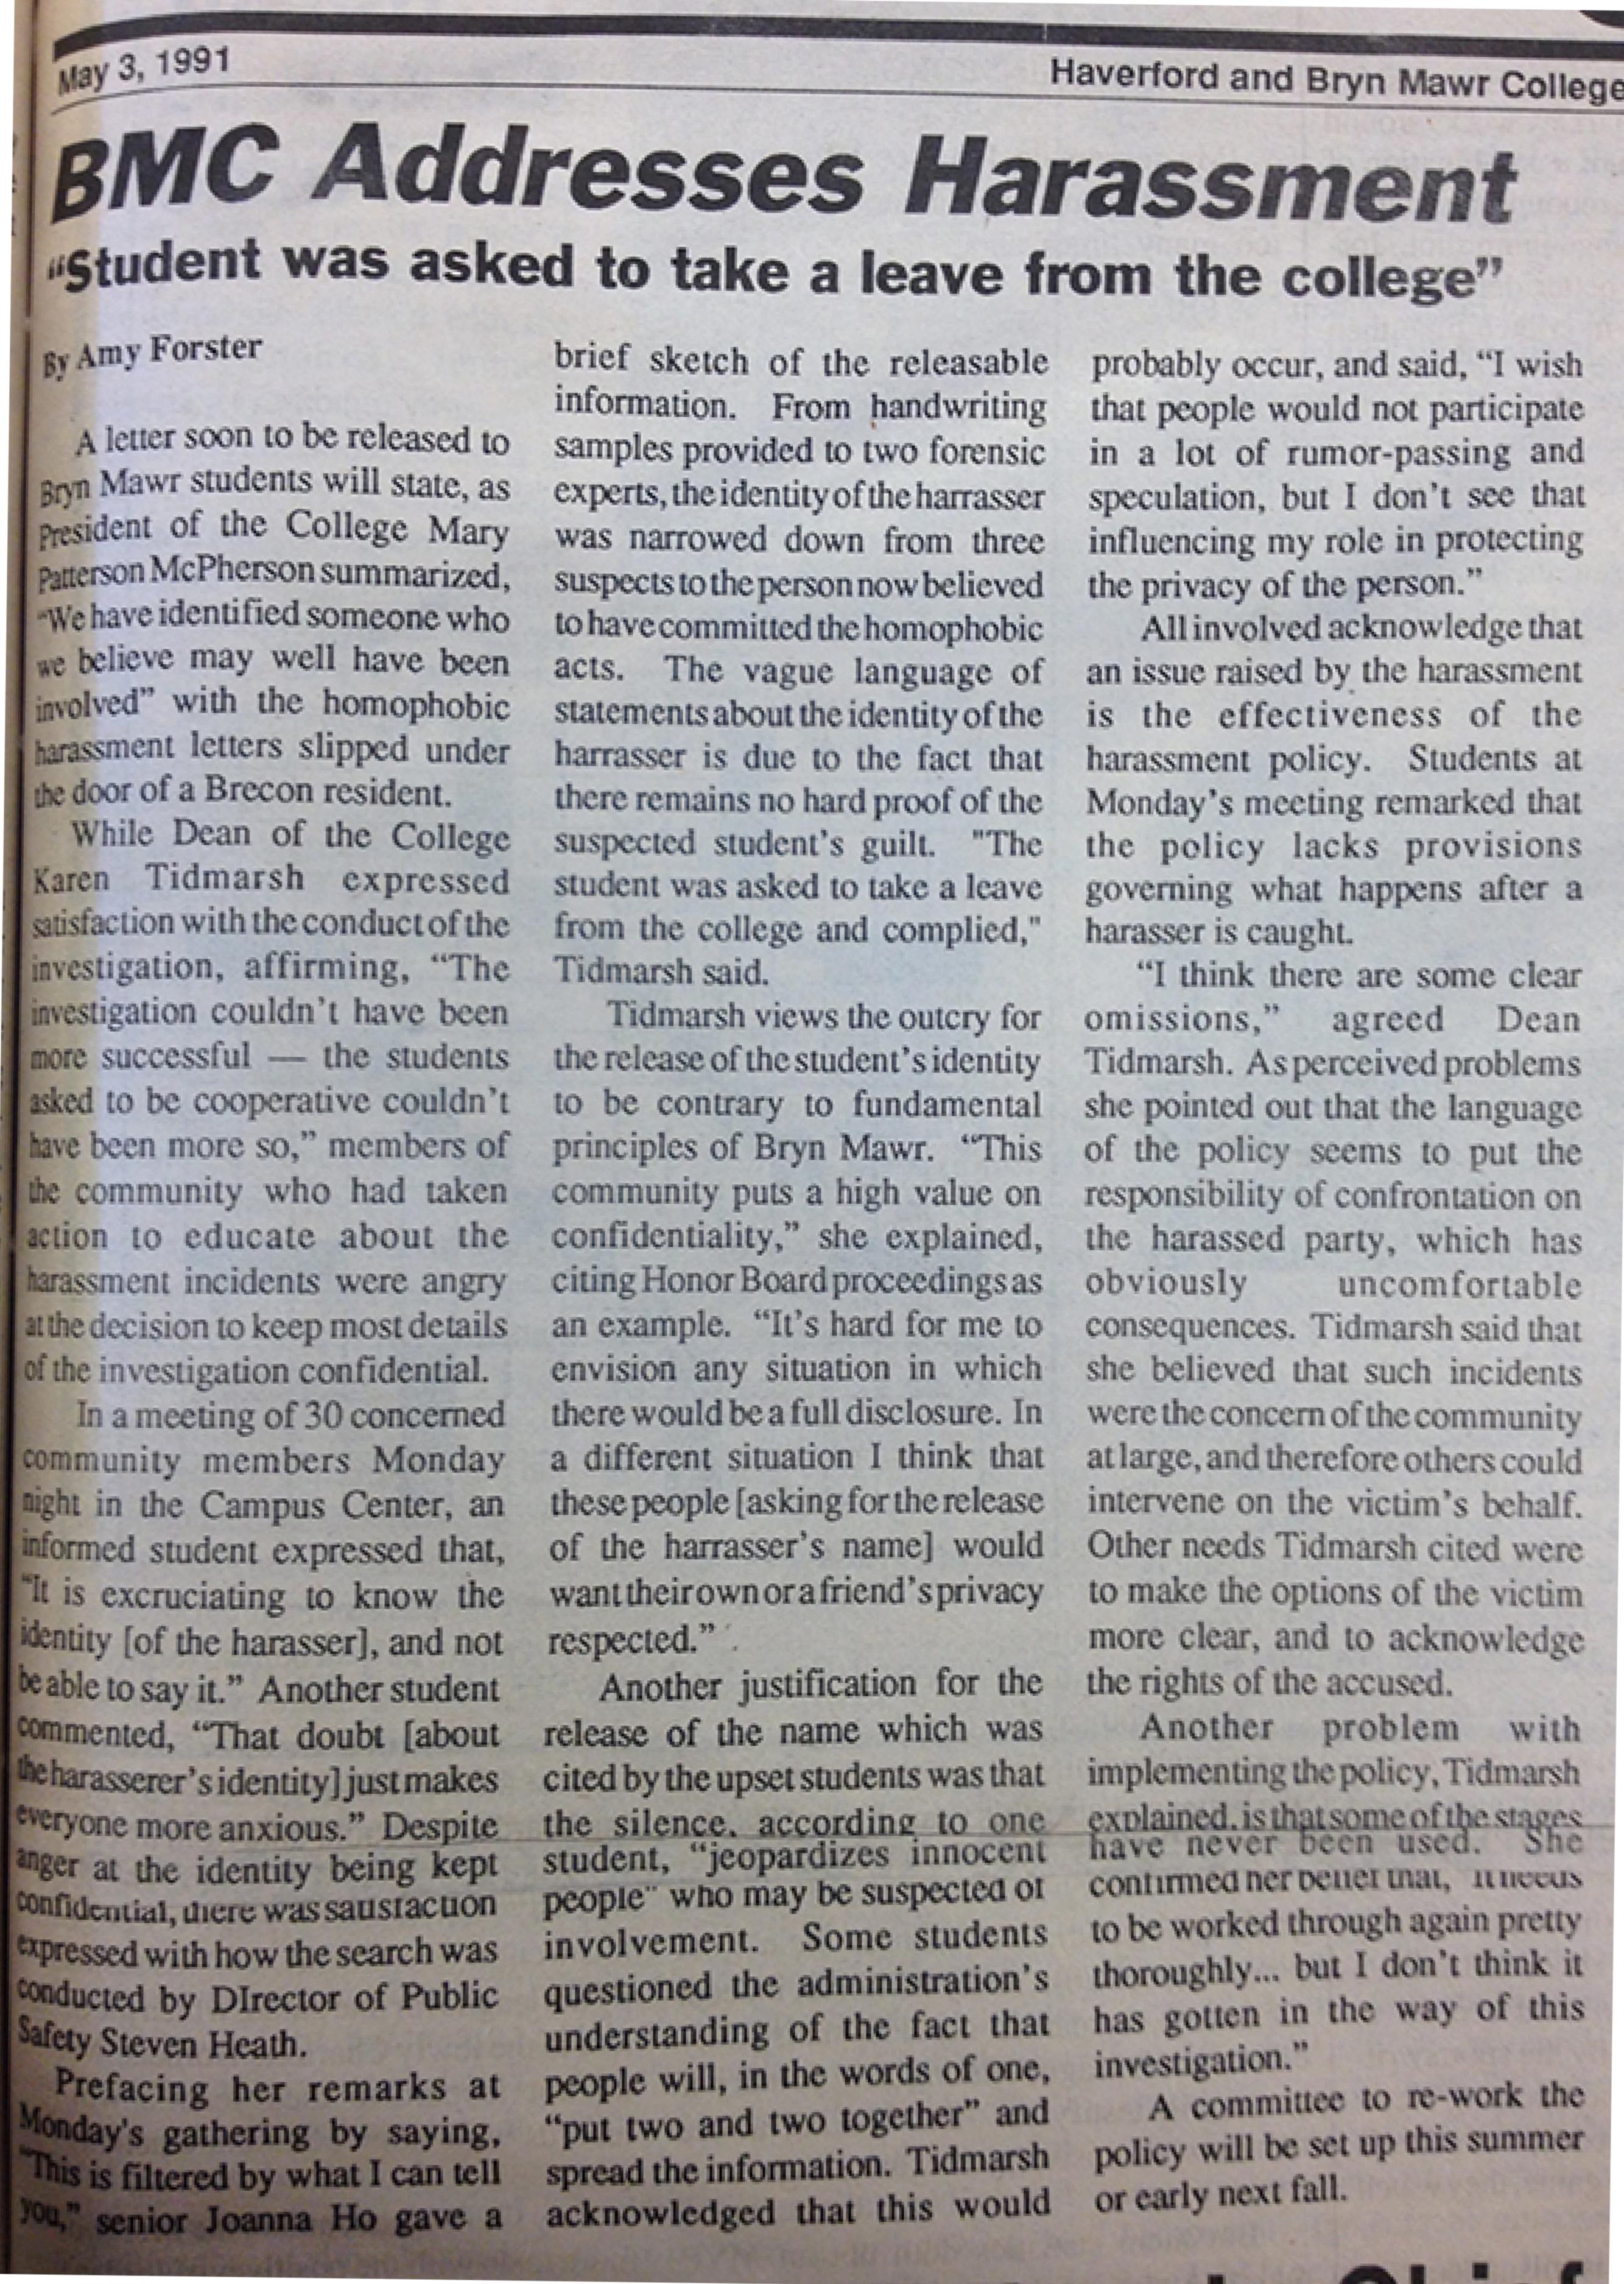 May 3, 1991
Haverford and Bryn Mawr College
BMC Addresses Harassment
“Student was asked to take a leave from the college”
By Amy Forster
A letter soon to be released to
Bryn Mawr students will state, as
President of the College Mary
Patterson McPherson summarized,
“We have identified someone who
we believe may well have been
involved” with the homophobic
harassment letters slipped under
the door of a Brecon resident.
While Dean of the College
Karen Tidmarsh expressed
satisfaction with the conduct of the
investigation, affirming, “The
investigation couldn’t have been
more successful — the students
asked to be cooperative couldn’t
have been more so,” members of
the community who had taken
action to educate about the
harassment incidents were angry
at the decision to keep most details
of the investigation confidential.
In a meeting of 30 concerned
community members Monday
night in the Campus Center, an
informed student expressed that,
“It is excruciating to know the
identity [of the harasser], and not
be able to say it.” Another student
commented, “That doubt [about
the harasserer’s identity] just makes
everyone more anxious.” Despite
anger at the identity being kept
confidential, there was satisfaction
expressed with how the search was
conducted by DIrector of Public
Safety Steven Heath.
Prefacing her remarks at
Monday's gathering by saying,
“This is filtered by what I can tell
you,” senior Joanna Ho gave a
brief sketch of the releasable
information. From handwriting
samples provided to two forensic
experts, the identity of the harrasser
was narrowed down from three
suspects to the person now believed
to have committed the homophobic
acts. The vague language of
statements about the identity of the
harrasser is due to the fact that
there remains no hard proof of the
suspected student’s guilt. "The
student was asked to take a leave
from the college and complied,"
Tidmarsh said.
Tidmarsh views the outcry for
the release of the student’s identity
to be contrary to fundamental
principles of Bryn Mawr. “This
community puts a high value on
confidentiality,” she explained,
citing Honor Board proceedings as
an example. “It’s hard for me to
envision any situation in which
there would be a full disclosure. In
a different situation I think that
these people [asking for the release
of the harrasser’s name] would
want their own or a friend’s privacy
respected.”
Another justification for the
release of the name which was
cited by the upset students was that
the silence, according to one
student, “jeopardizes innocent
people” who may be suspected of
involvement. Some students
questioned the administration’s
understanding of the fact that
people will, in the words of one,
“put two and two together” and
spread the information. Tidmarsh
acknowledged that this would
probably occur, and said, “I wish
that people would not participate
in a lot of rumor-passing and
speculation, but I don’t see that
influencing my role in protecting
the privacy of the person.”
All involved acknowledge that
an issue raised by the harassment
is the effectiveness of the
harassment policy. Students at
Monday’s meeting remarked that
the policy lacks provisions
governing what happens after a
harasser is caught.
“I think there are some clear
omissions,” agreed Dean
Tidmarsh. As perceived problems
she pointed out that the language
of the policy seems to put the
responsibility of confrontation on
the harassed party, which has
obviously uncomfortable
consequences. Tidmarsh said that
she believed that such incidents
were the concern of the community
at large, and therefore others could
intervene on the victim’s behalf.
Other needs Tidmarsh cited were
to make the options of the victim
more clear, and to acknowledge
the rights of the accused.
Another problem with
implementing the policy, Tidmarsh
explained, is that some of the stages
have never been used. She
confirmed her belief that, “it needs
to be worked through again pretty
thoroughly... but I don’t think it
has gotten in the way of this
investigation.”
A committee to re-work the
policy will be set up this summer
or early next fall.